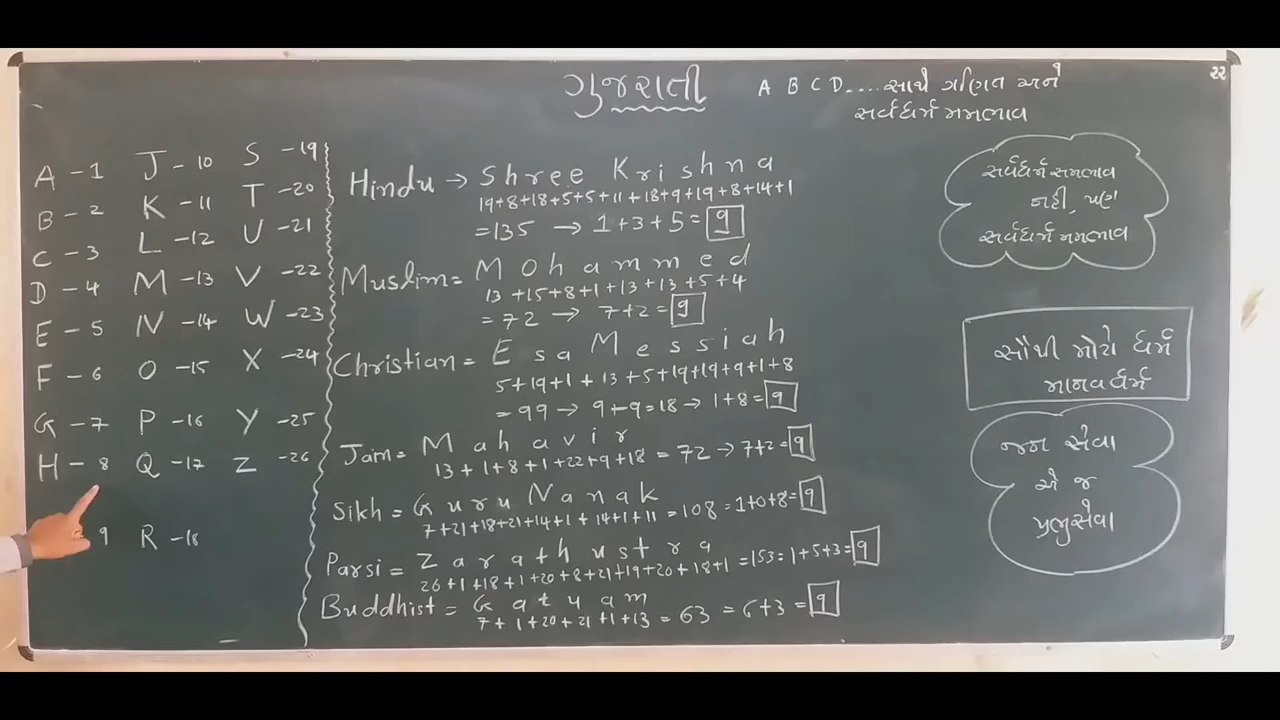 ગુજરાતી
A B C D....સાથે ગણિત અને
સર્વધર્મ મમભાવ
૨૨
A - 1
B - 2
C - 3
D - 4
E - 5
F - 6
G - 7
H - 8
9
J - 10
K - 11
L - 12
M - 13
N - 14
O - 15
P - 16
Q - 17
R - 18
S - 19
T - 20
U - 21
V - 22
W - 23
X - 24
Y - 25
Z - 26
Hindu → Shree Krishna
19+8+18+5+5+11+18+9+19+8+14+1
=135 → 1+3+5=9
Muslim= Mohammed
13+15+8+1+13+13+5+4
=72 → 7+2=9
Christian= Esa Messiah
5+19+1+13+5+19+19+9+1+8
=99 → 9+9=18 → 1+8=9
Jain= Mahavir
13+1+8+1+22+9+18=72 → 7+2=9
Sikh= Guru Nanak
7+21+18+21+14+1+14+1+11=108=1+0+8=9
Parsi= Zarathustra
26+1+18+1+20+8+21+19+20+18+1=153=1+5+3=9
Buddhist= Gatuam
7+1+20+21+1+13=63=6+3=9
સર્વધર્મ સમભાવ
નહીં, પણ
સર્વધર્મ મમભાવ
સૌથી મોટો ધર્મ
માનવધર્મ
જન સેવા
એ જ
પ્રભુસેવા